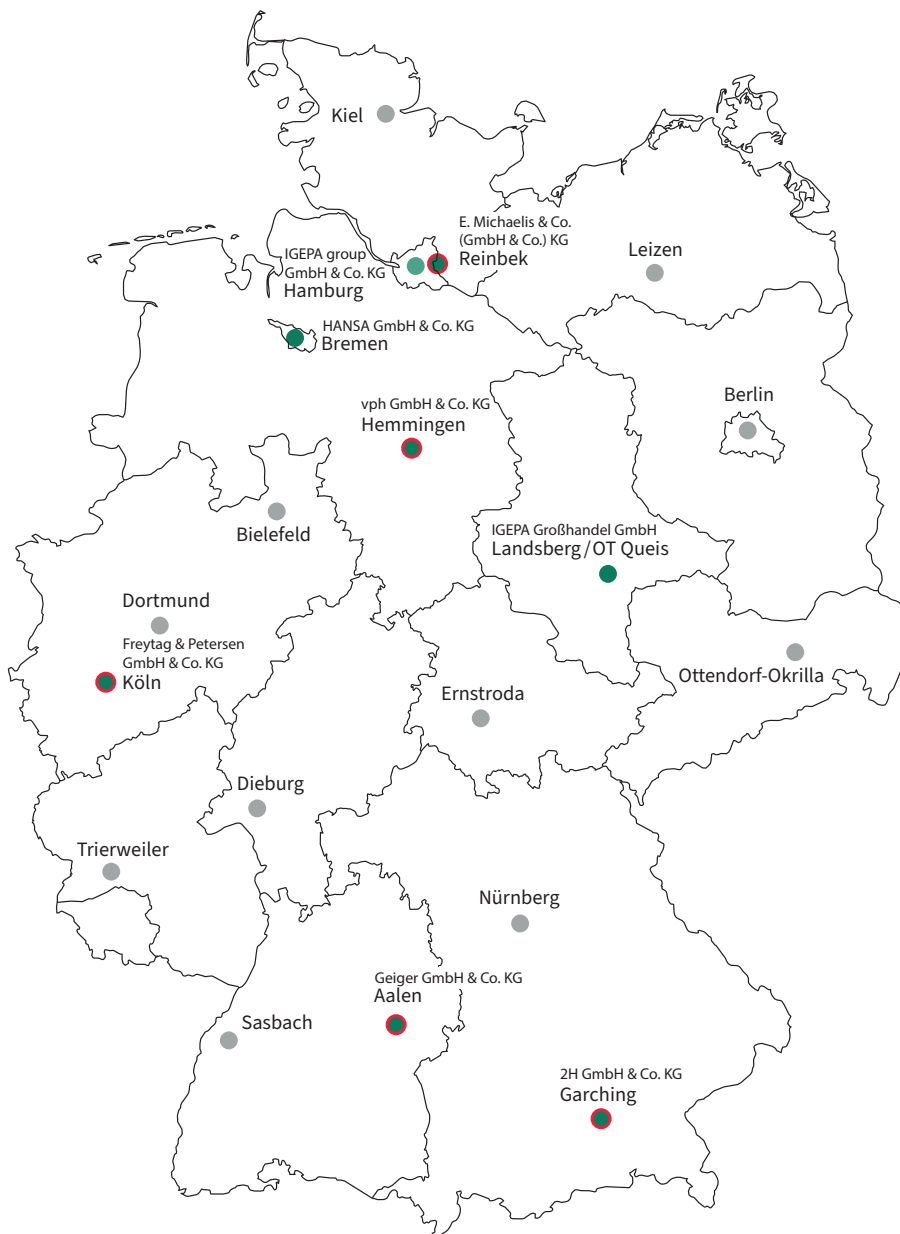 Kiel
E. Michaelis & Co.
(GmbH & Co.) KG
Reinbek
IGEPA group
GmbH & Co. KG
Hamburg
Leizen
HANSA GmbH & Co. KG
Bremen
Berlin
vph GmbH & Co. KG
Hemmingen
Bielefeld
IGEPA Großhandel GmbH
Landsberg/OT Queis
Dortmund
Freytag & Petersen
GmbH & Co. KG
Köln
Ottendorf-Okrilla
Ernstroda
Dieburg
Trierweiler
Nürnberg
Geiger GmbH & Co. KG
Aalen
Sasbach
2H GmbH & Co. KG
Garching